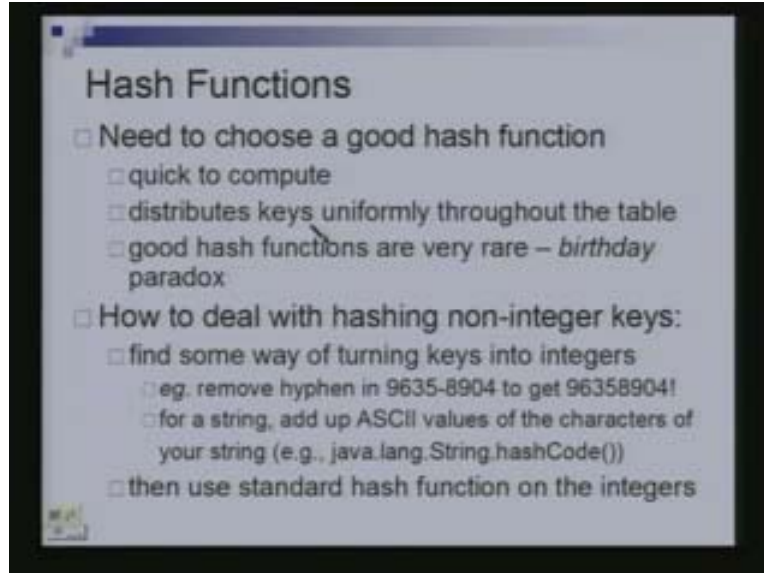 Hash Functions
Need to choose a good hash function
quick to compute
distributes keys uniformly throughout the table
good hash functions are very rare – birthday
paradox
How to deal with hashing non-integer keys:
find some way of turning keys into integers
eg. remove hyphen in 9635-8904 to get 96358904!
for a string, add up ASCII values of the characters of
your string (e.g., java.lang.String.hashCode())
then use standard hash function on the integers